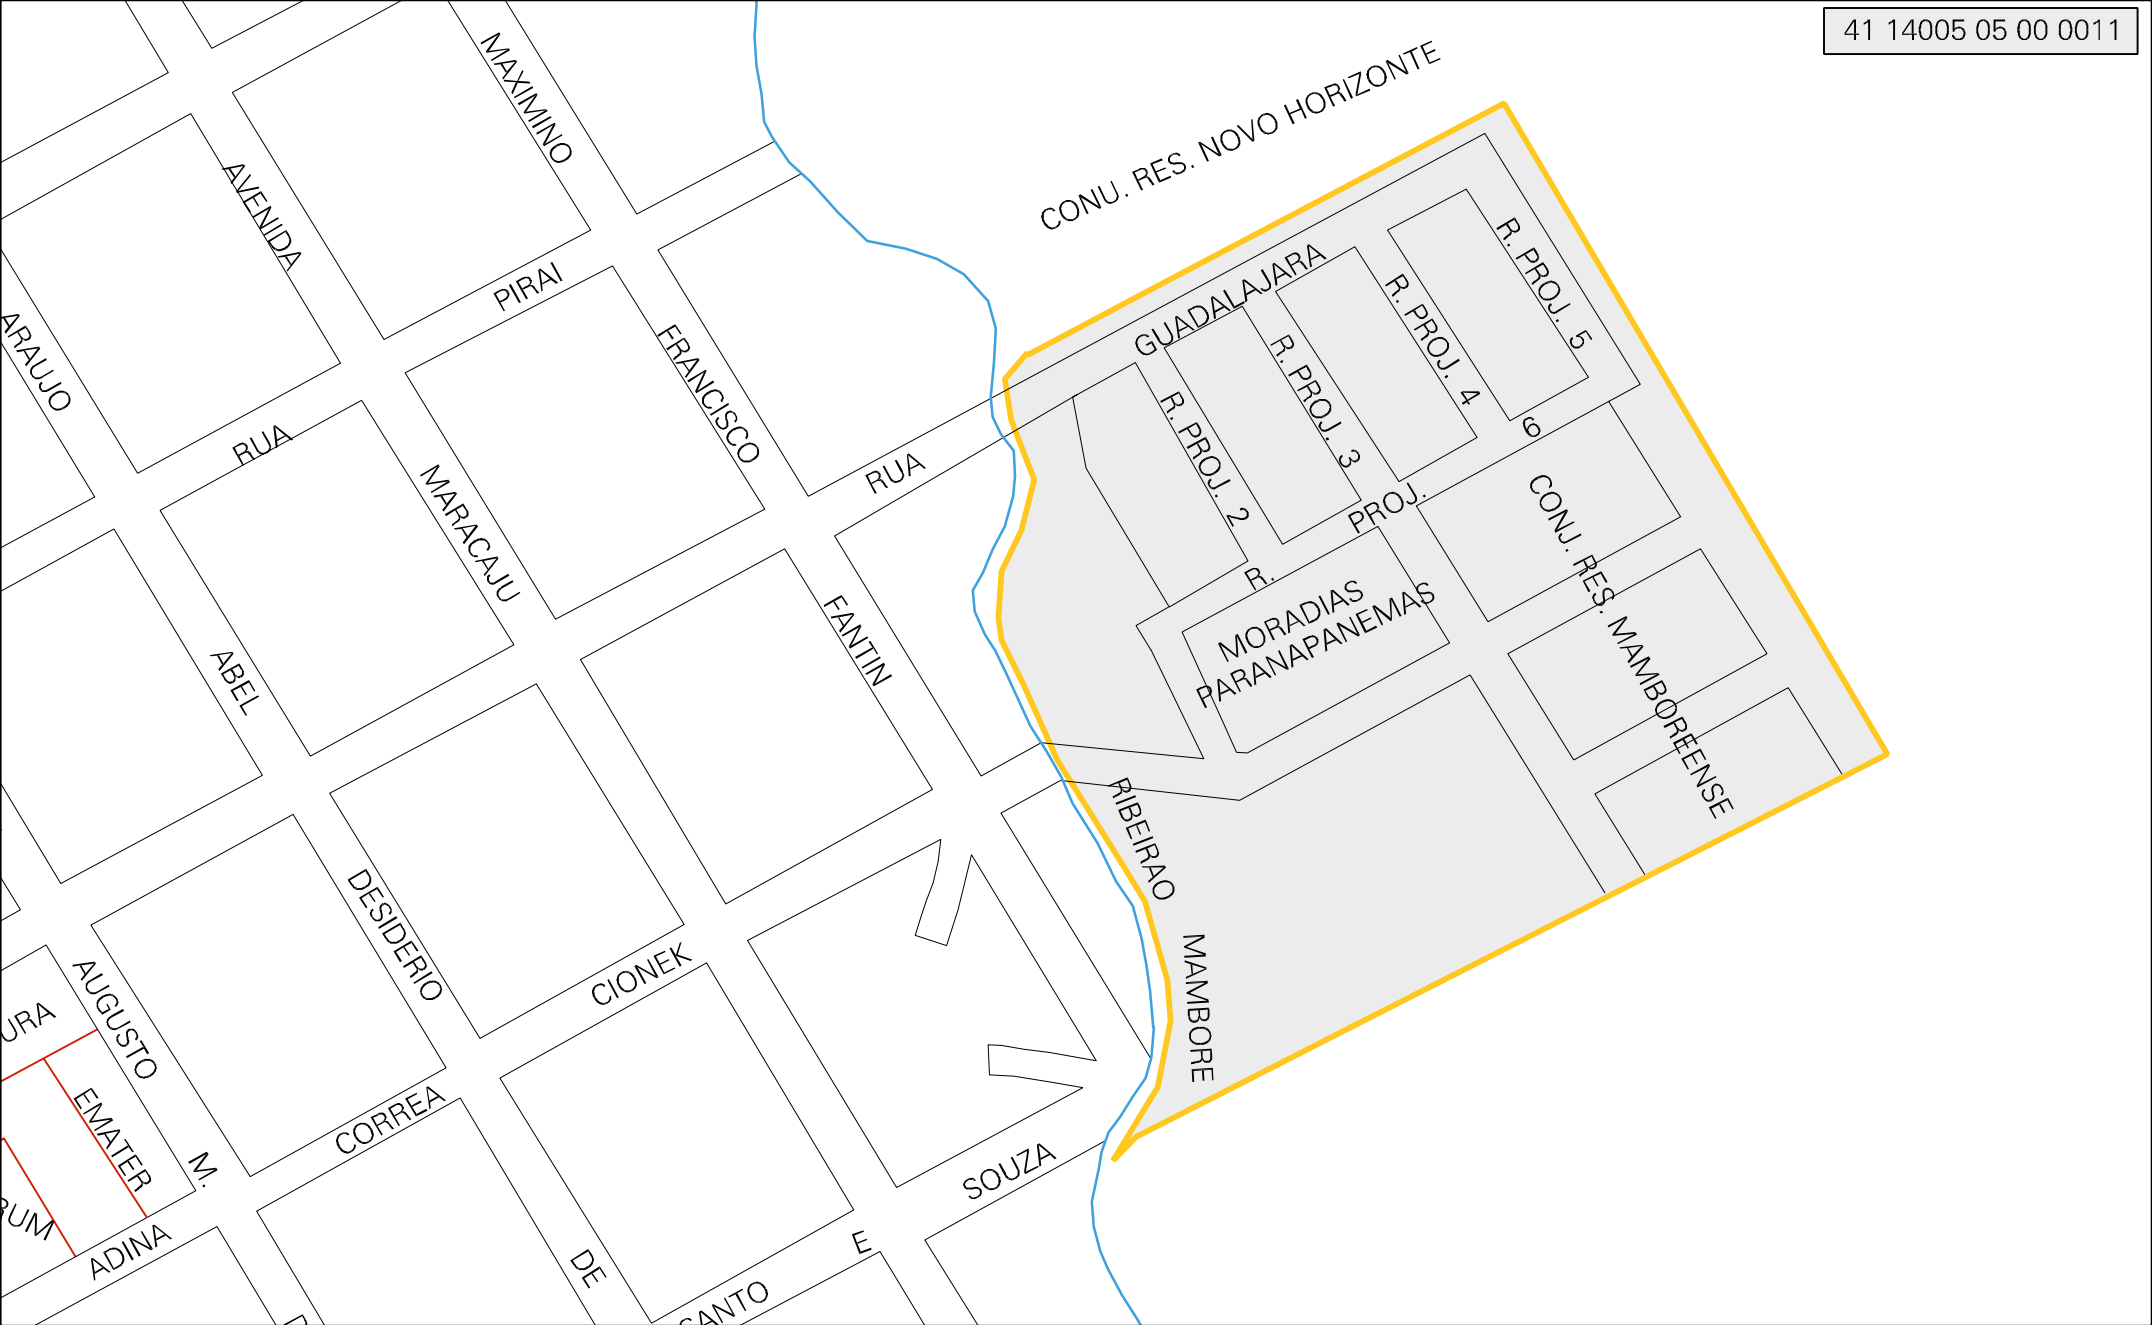 41 14005 05 00 0011
CONU. RES. NOVO HORIZONTE
MAXIMINO
AVENIDA
PIRAI
GUADALAJARA
R. PROJ. 5
R. PROJ. 4
R. PROJ. 3
R. PROJ. 2
R. PROJ. 6
ARAUJO
RUA
FRANCISCO
RUA
MARACAJU
CONJ. RES. MAMBOREENSE
MORADIAS
PARANAPANEMAS
FANTIN
ABEL
RIBEIRAO MAMBORE
DESIDERIO
CIONEK
AUGUSTO
URA
EMATER
CORREA
M.
SOUZA
UM
ADINA
DE
E
SANTO